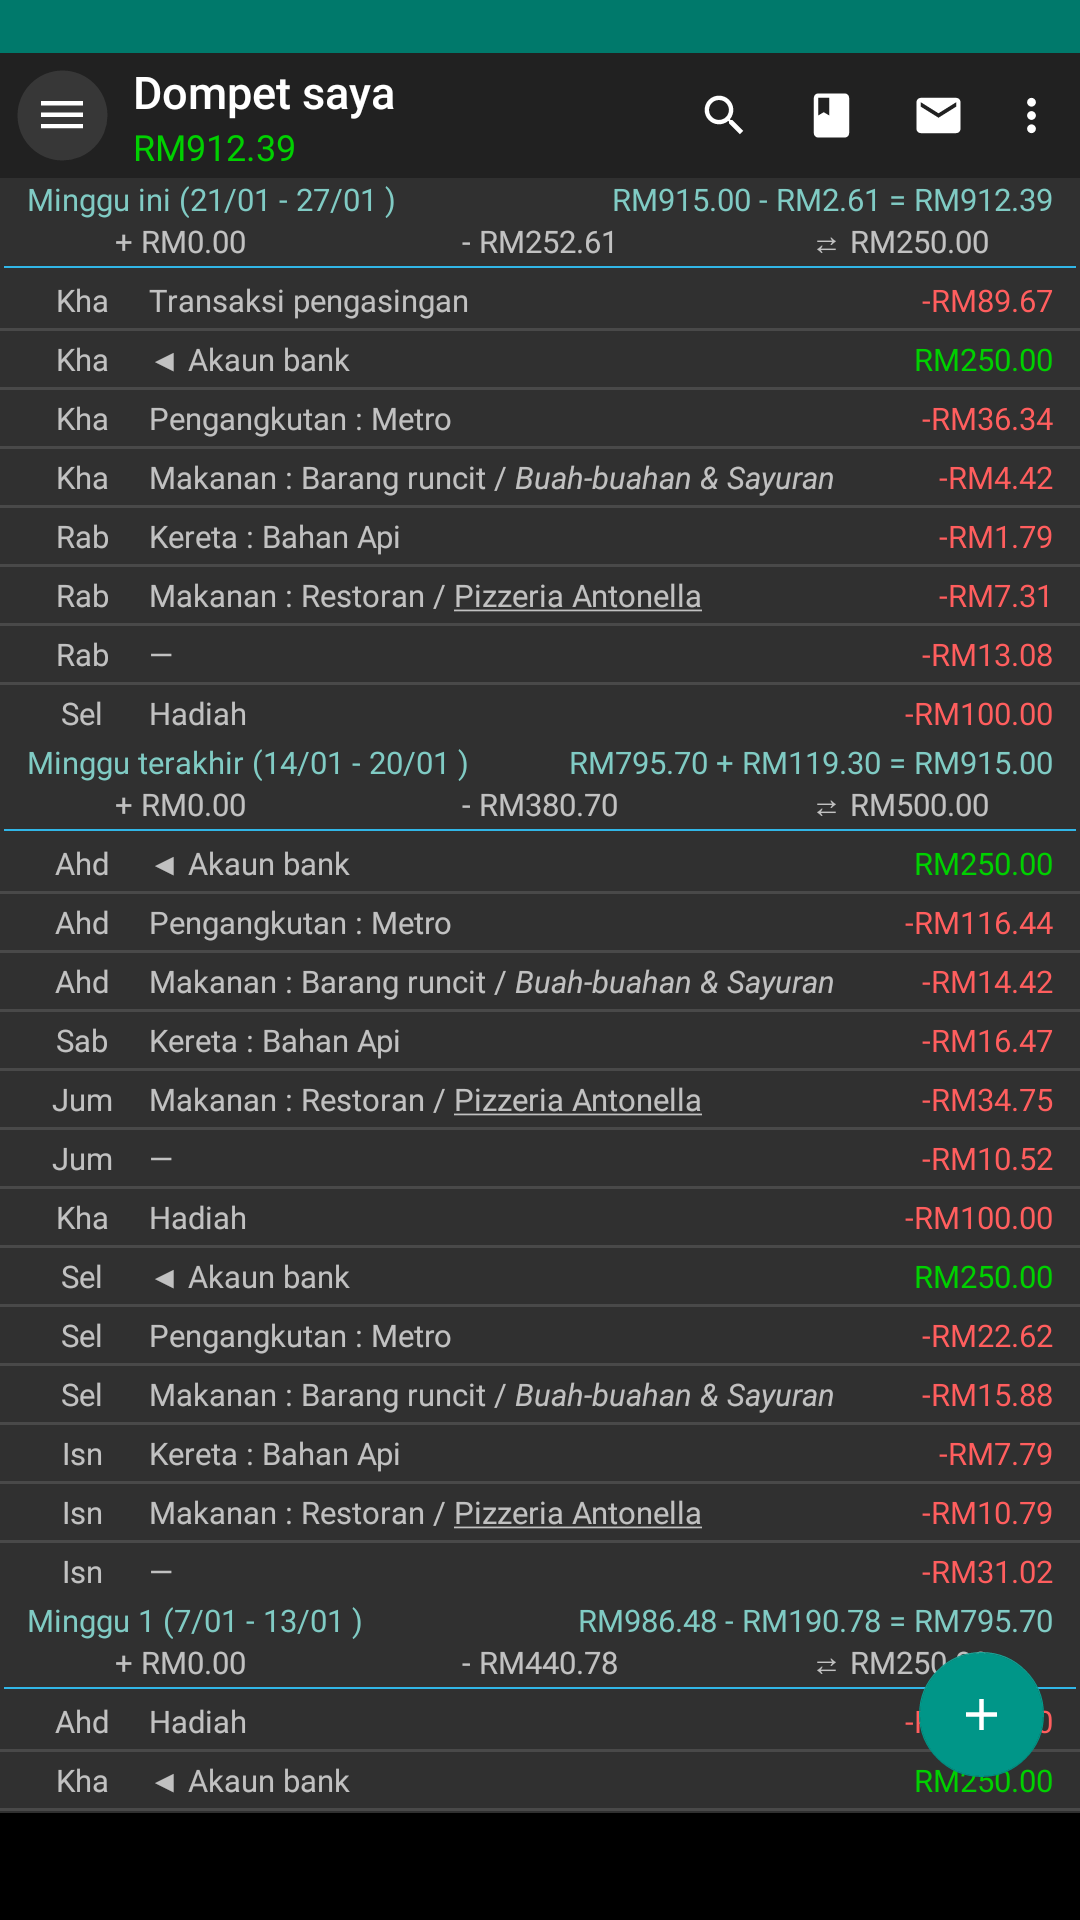 Dompet saya
RM912.39
Minggu ini (21/01 - 27/01 ) RM915.00 - RM2.61 = RM912.39
+ RM0.00 - RM252.61 ⇄ RM250.00
Kha Transaksi pengasingan -RM89.67
Kha ◄ Akaun bank RM250.00
Kha Pengangkutan : Metro -RM36.34
Kha Makanan : Barang runcit / Buah-buahan & Sayuran -RM4.42
Rab Kereta : Bahan Api -RM1.79
Rab Makanan : Restoran / Pizzeria Antonella -RM7.31
Rab — -RM13.08
Sel Hadiah -RM100.00
Minggu terakhir (14/01 - 20/01 ) RM795.70 + RM119.30 = RM915.00
+ RM0.00 - RM380.70 ⇄ RM500.00
Ahd ◄ Akaun bank RM250.00
Ahd Pengangkutan : Metro -RM116.44
Ahd Makanan : Barang runcit / Buah-buahan & Sayuran -RM14.42
Sab Kereta : Bahan Api -RM16.47
Jum Makanan : Restoran / Pizzeria Antonella -RM34.75
Jum — -RM10.52
Kha Hadiah -RM100.00
Sel ◄ Akaun bank RM250.00
Sel Pengangkutan : Metro -RM22.62
Sel Makanan : Barang runcit / Buah-buahan & Sayuran -RM15.88
Isn Kereta : Bahan Api -RM7.79
Isn Makanan : Restoran / Pizzeria Antonella -RM10.79
Isn — -RM31.02
Minggu 1 (7/01 - 13/01 ) RM986.48 - RM190.78 = RM795.70
+ RM0.00 - RM440.78 ⇄
Ahd Hadiah
Kha ◄ Akaun bank RM250.00